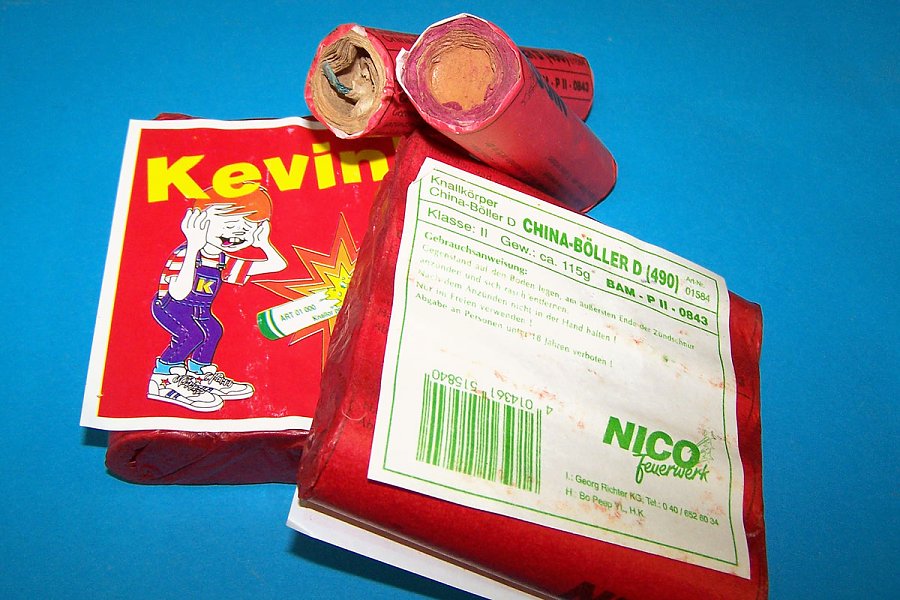 Kevin'
K
ART 01 000
- P II - 0843
Knallkörper
China-Böller D
CHINA-BÖLLER D (490)
Art-Nr.
01584
Klasse: II Gew.: ca. 115g
BAM - P II - 0843
Gebrauchsanweisung:
Gegenstand auf den Boden legen, am äußersten Ende der Zündschnur
anzünden und sich rasch entfernen.
Nach dem Anzünden nicht in der Hand halten !
Nur im Freien verwenden !
Abgabe an Personen unter 18 Jahren verboten !
4 014361 515840
NICO
feuerwerk
I.: Georg Richter KG, Tel.: 0 40 / 652 60 34
H.: Bo Peep YL, H.K